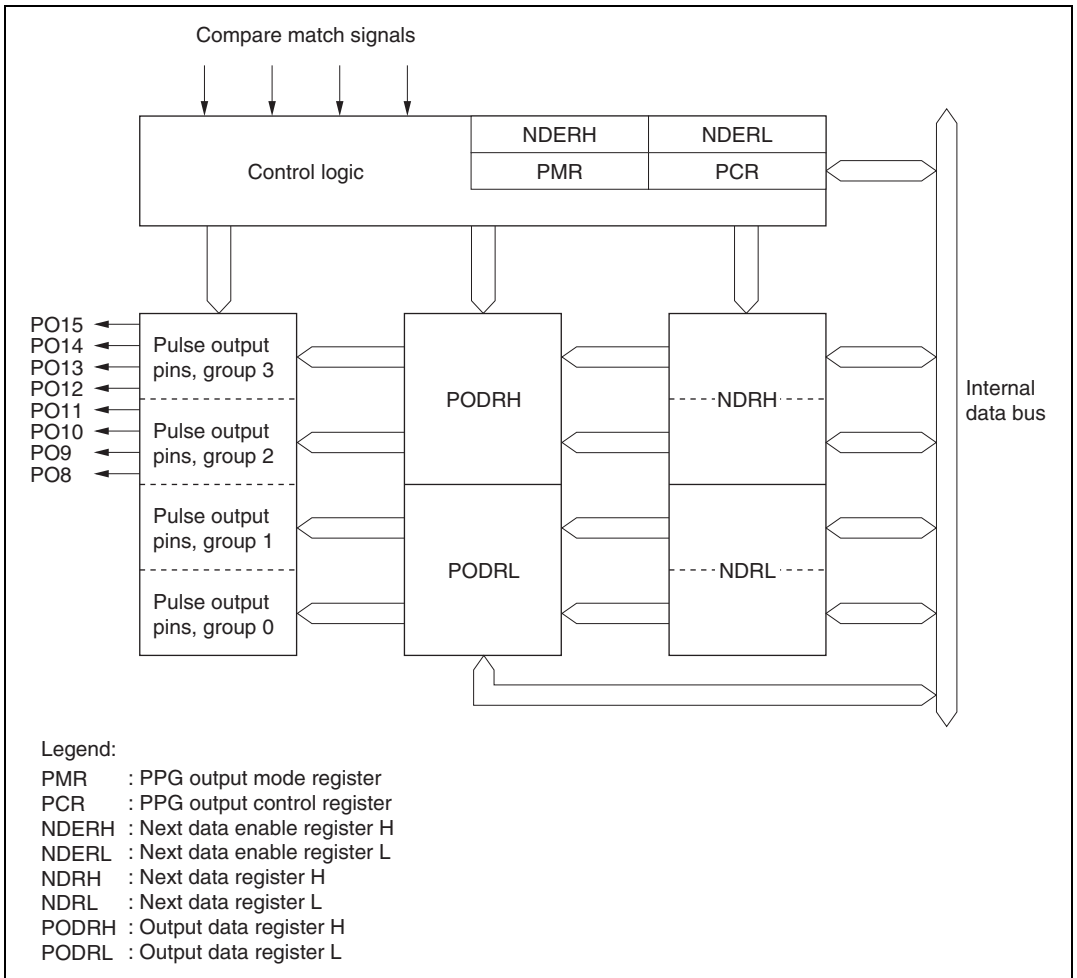 Compare match signals
Control logic
NDERH NDERL
PMR PCR
PO15
PO14
PO13
PO12
PO11
PO10
PO9
PO8
Pulse output
pins, group 3
Pulse output
pins, group 2
Pulse output
pins, group 1
Pulse output
pins, group 0
PODRH
PODRL
NDRH
NDRL
Internal
data bus
Legend:
PMR : PPG output mode register
PCR : PPG output control register
NDERH : Next data enable register H
NDERL : Next data enable register L
NDRH : Next data register H
NDRL : Next data register L
PODRH : Output data register H
PODRL : Output data register L